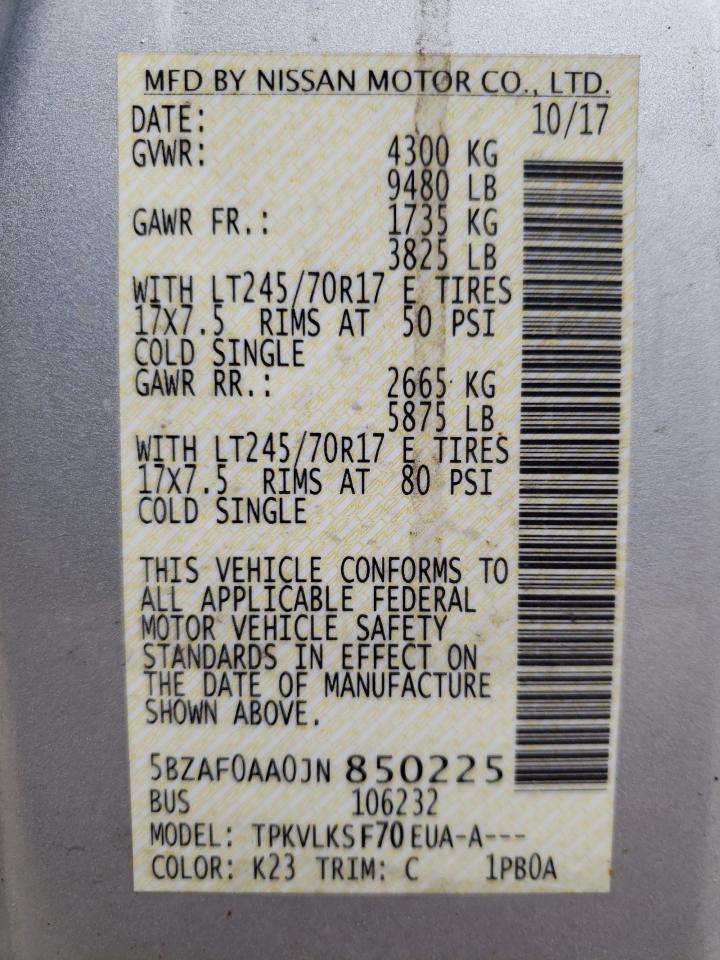 MFD BY NISSAN MOTOR CO., LTD.
DATE: 10/17
GVWR: 4300 KG
9480 LB
GAWR FR.: 1735 KG
3825 LB
WITH LT245/70R17 E TIRES
17X7.5 RIMS AT 50 PSI
COLD SINGLE
GAWR RR.: 2665 KG
5875 LB
WITH LT245/70R17 E TIRES
17X7.5 RIMS AT 80 PSI
COLD SINGLE
THIS VEHICLE CONFORMS TO
ALL APPLICABLE FEDERAL
MOTOR VEHICLE SAFETY
STANDARDS IN EFFECT ON
THE DATE OF MANUFACTURE
SHOWN ABOVE.
5BZAF0AA0JN 850225
BUS 106232
MODEL: TPKVLKSF70EUA-A---
COLOR: K23 TRIM: C 1PB0A